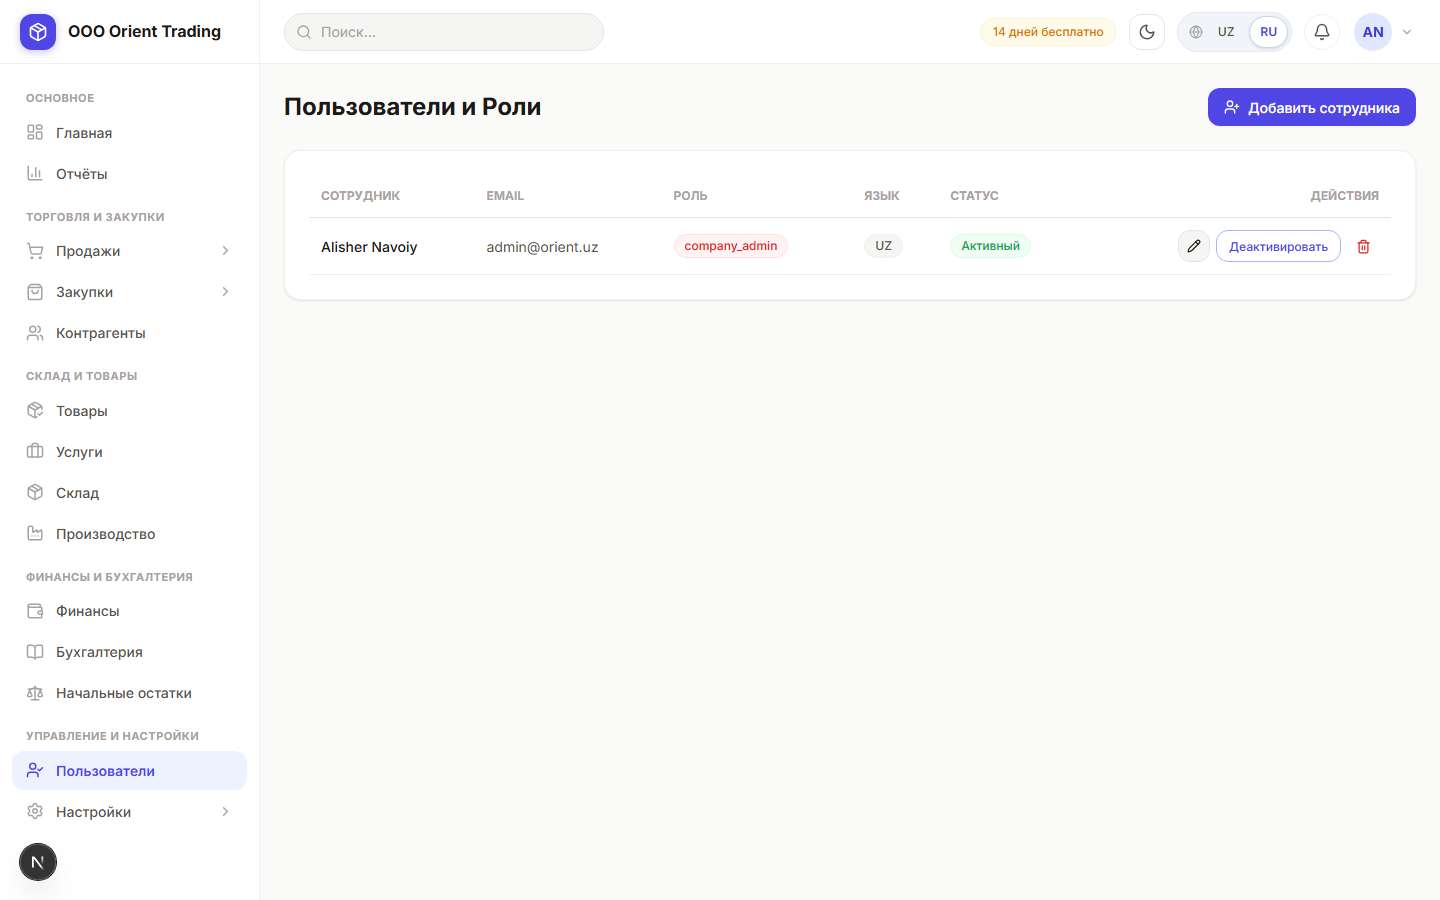 ООО Orient Trading
Поиск...
14 дней бесплатно
UZ
RU
AN
ОСНОВНОЕ
Главная
Отчёты
ТОРГОВЛЯ И ЗАКУПКИ
Продажи
Закупки
Контрагенты
СКЛАД И ТОВАРЫ
Товары
Услуги
Склад
Производство
ФИНАНСЫ И БУХГАЛТЕРИЯ
Финансы
Бухгалтерия
Начальные остатки
УПРАВЛЕНИЕ И НАСТРОЙКИ
Пользователи
Настройки
N
Пользователи и Роли
Добавить сотрудника
СОТРУДНИК EMAIL РОЛЬ ЯЗЫК СТАТУС ДЕЙСТВИЯ
Alisher Navoiy admin@orient.uz company_admin UZ Активный Деактивировать